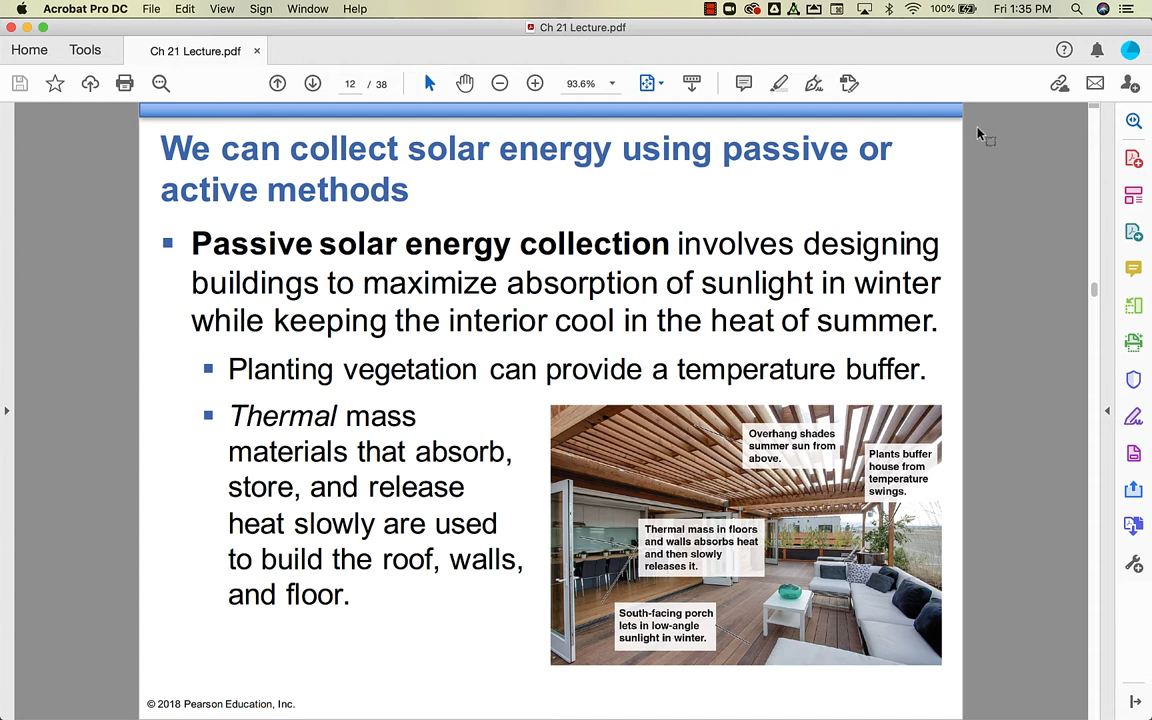 Acrobat Pro DC File Edit View Sign Window Help 100% Fri 1:35 PM
Ch 21 Lecture.pdf
Home Tools Ch 21 Lecture.pdf ×
12 / 38 93.6%
We can collect solar energy using passive or
active methods
Passive solar energy collection involves designing
buildings to maximize absorption of sunlight in winter
while keeping the interior cool in the heat of summer.
Planting vegetation can provide a temperature buffer.
Thermal mass
materials that absorb,
store, and release
heat slowly are used
to build the roof, walls,
and floor.
Overhang shades
summer sun from
above.
Plants buffer
house from
temperature
swings.
Thermal mass in floors
and walls absorbs heat
and then slowly
releases it.
South-facing porch
lets in low-angle
sunlight in winter.
© 2018 Pearson Education, Inc.